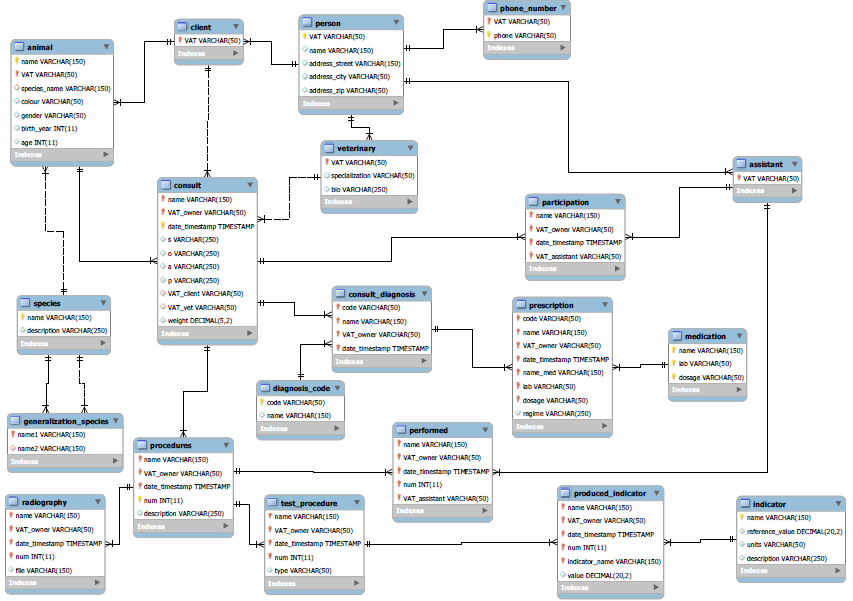 animal
name VARCHAR(150)
VAT VARCHAR(50)
species_name VARCHAR(150)
colour VARCHAR(50)
gender VARCHAR(50)
birth_year INT(11)
age INT(11)
Indexes
client
VAT VARCHAR(50)
Indexes
person
VAT VARCHAR(50)
name VARCHAR(150)
address_street VARCHAR(150)
address_city VARCHAR(50)
address_zip VARCHAR(50)
Indexes
phone_number
VAT VARCHAR(50)
phone VARCHAR(50)
Indexes
veterinary
VAT VARCHAR(50)
specialization VARCHAR(50)
bio VARCHAR(250)
Indexes
assistant
VAT VARCHAR(50)
Indexes
consult
name VARCHAR(150)
VAT_owner VARCHAR(50)
date_timestamp TIMESTAMP
s VARCHAR(250)
o VARCHAR(250)
a VARCHAR(250)
p VARCHAR(250)
VAT_client VARCHAR(50)
VAT_vet VARCHAR(50)
weight DECIMAL(5,2)
Indexes
participation
name VARCHAR(150)
VAT_owner VARCHAR(50)
date_timestamp TIMESTAMP
VAT_assistant VARCHAR(50)
Indexes
species
name VARCHAR(150)
description VARCHAR(250)
Indexes
consult_diagnosis
code VARCHAR(50)
name VARCHAR(150)
VAT_owner VARCHAR(50)
date_timestamp TIMESTAMP
Indexes
prescription
code VARCHAR(50)
name VARCHAR(150)
VAT_owner VARCHAR(50)
date_timestamp TIMESTAMP
name_med VARCHAR(150)
lab VARCHAR(50)
dosage VARCHAR(50)
regime VARCHAR(250)
Indexes
medication
name VARCHAR(150)
lab VARCHAR(50)
dosage VARCHAR(50)
Indexes
diagnosis_code
code VARCHAR(50)
name VARCHAR(150)
Indexes
generalization_species
name1 VARCHAR(150)
name2 VARCHAR(150)
Indexes
procedures
name VARCHAR(150)
VAT_owner VARCHAR(50)
date_timestamp TIMESTAMP
num INT(11)
description VARCHAR(250)
Indexes
performed
name VARCHAR(150)
VAT_owner VARCHAR(50)
date_timestamp TIMESTAMP
num INT(11)
VAT_assistant VARCHAR(50)
Indexes
radiography
name VARCHAR(150)
VAT_owner VARCHAR(50)
date_timestamp TIMESTAMP
num INT(11)
file VARCHAR(150)
Indexes
test_procedure
name VARCHAR(150)
VAT_owner VARCHAR(50)
date_timestamp TIMESTAMP
num INT(11)
type VARCHAR(50)
Indexes
produced_indicator
name VARCHAR(150)
VAT_owner VARCHAR(50)
date_timestamp TIMESTAMP
num INT(11)
indicator_name VARCHAR(150)
value DECIMAL(20,2)
Indexes
indicator
name VARCHAR(150)
reference_value DECIMAL(20,2)
units VARCHAR(50)
description VARCHAR(250)
Indexes